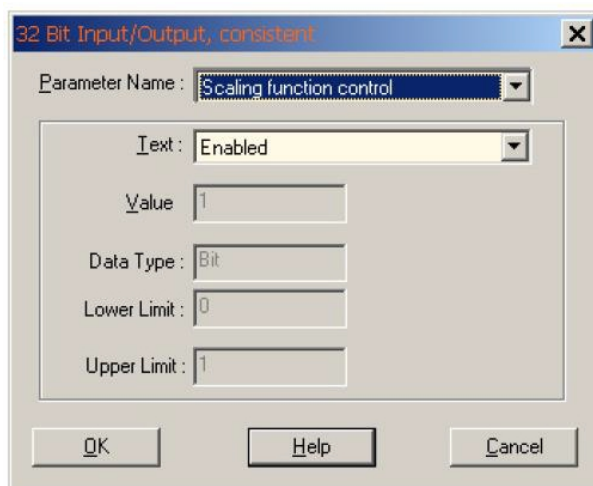 32 Bit Input/Output, consistent
Parameter Name : Scaling function control
Text : Enabled
Value 1
Data Type : Bit
Lower Limit : 0
Upper Limit : 1
OK Help Cancel